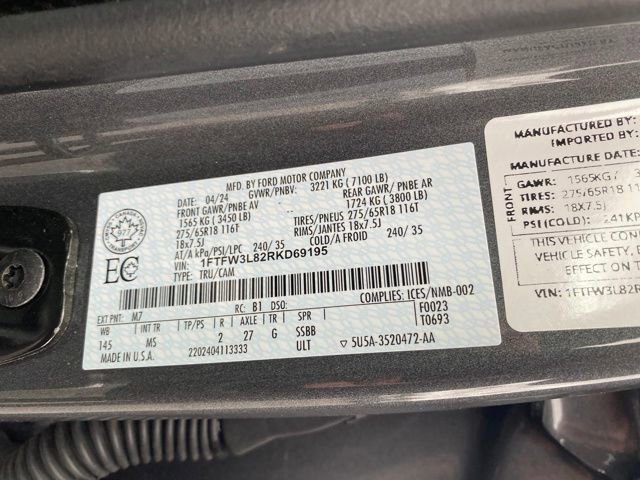 MFD. BY FORD MOTOR COMPANY
04/24 GVWR/PNBV: 3221 KG ( 7100 LB)
FRONT GAWR/PNBE AV REAR GAWR / PNBE AR
1565 KG ( 3450 LB) 1724 KG ( 3800 LB)
275/65R18 116T TIRES/PNEUS 275/65R18 116T
18x7.5J RIMS/JANTES 18x7.5J
AT/A kPa/PSI/LPC 240/ 35 COLD/A FROID 240/ 35
VIN: 1FTFW3L82RKD69195
TYPE: TRU/CAM
EC
COMPLIES: ICES/NMB-002
EXT PNT: M7 RC: B1 DSO: F0023
WB INT TR TP/PS R AXLE TR SPR T0693
145 MS 2 27 G SSBB
MADE IN U.S.A. 2202404113333 ULT 5U5A-3520472-AA
MANUFACTURED BY:
IMPORTED BY:
MANUFACTURE DATE:
FRONT
GAWR: 1565KG
TIRES: 275/65R18
RIMS: 18X7.5J
PSI(COLD): 241KP
THIS VEHICLE CONF
VEHICLE SAFETY,
EFFECT ON THE
VIN: 1FTFW3L82R